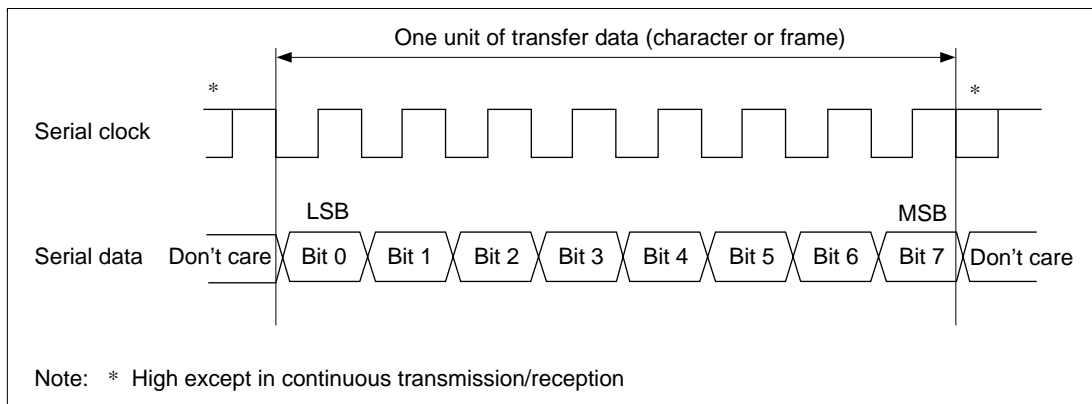 One unit of transfer data (character or frame)
* *
Serial clock
LSB MSB
Serial data Don't care Bit 0 Bit 1 Bit 2 Bit 3 Bit 4 Bit 5 Bit 6 Bit 7 Don't care
Note: * High except in continuous transmission/reception